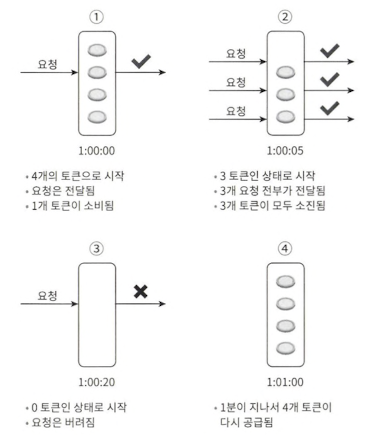 ①
요청
1:00:00
• 4개의 토큰으로 시작
• 요청은 전달됨
• 1개 토큰이 소비됨
②
요청
요청
요청
1:00:05
• 3 토큰인 상태로 시작
• 3개 요청 전부가 전달됨
• 3개 토큰이 모두 소진됨
③
요청
1:00:20
• 0 토큰인 상태로 시작
• 요청은 버려짐
④
1:01:00
• 1분이 지나서 4개 토큰이
다시 공급됨